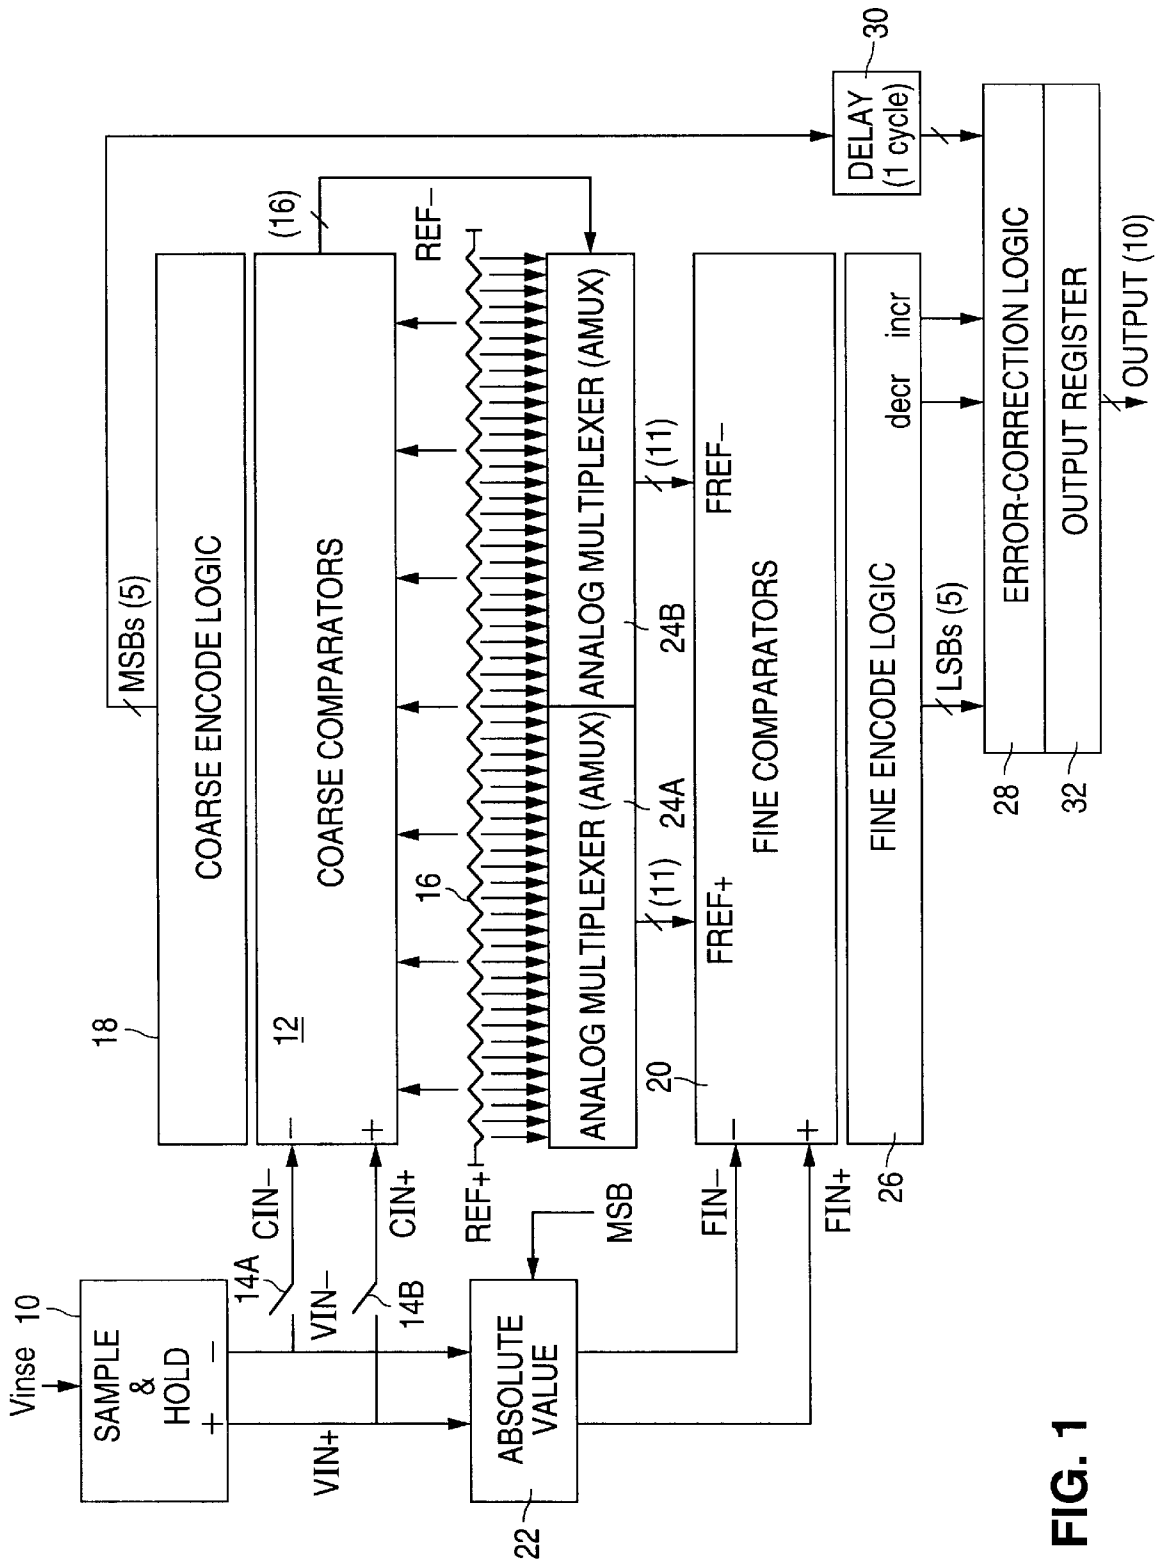 Vinse
10
SAMPLE
& HOLD
+
−
VIN+
VIN−
14A
14B
CIN−
CIN+
18
COARSE ENCODE LOGIC
MSBs (5)
12
COARSE COMPARATORS
−
+
(16)
REF+
16
REF−
ANALOG MULTIPLEXER (AMUX)
24A
ANALOG MULTIPLEXER (AMUX)
24B
(11)
(11)
22
ABSOLUTE
VALUE
MSB
FIN−
FIN+
20
−
+
FREF+
FREF−
FINE COMPARATORS
26
FINE ENCODE LOGIC
decr
incr
LSBs (5)
30
DELAY
(1 cycle)
28
ERROR-CORRECTION LOGIC
32
OUTPUT REGISTER
OUTPUT (10)
FIG. 1